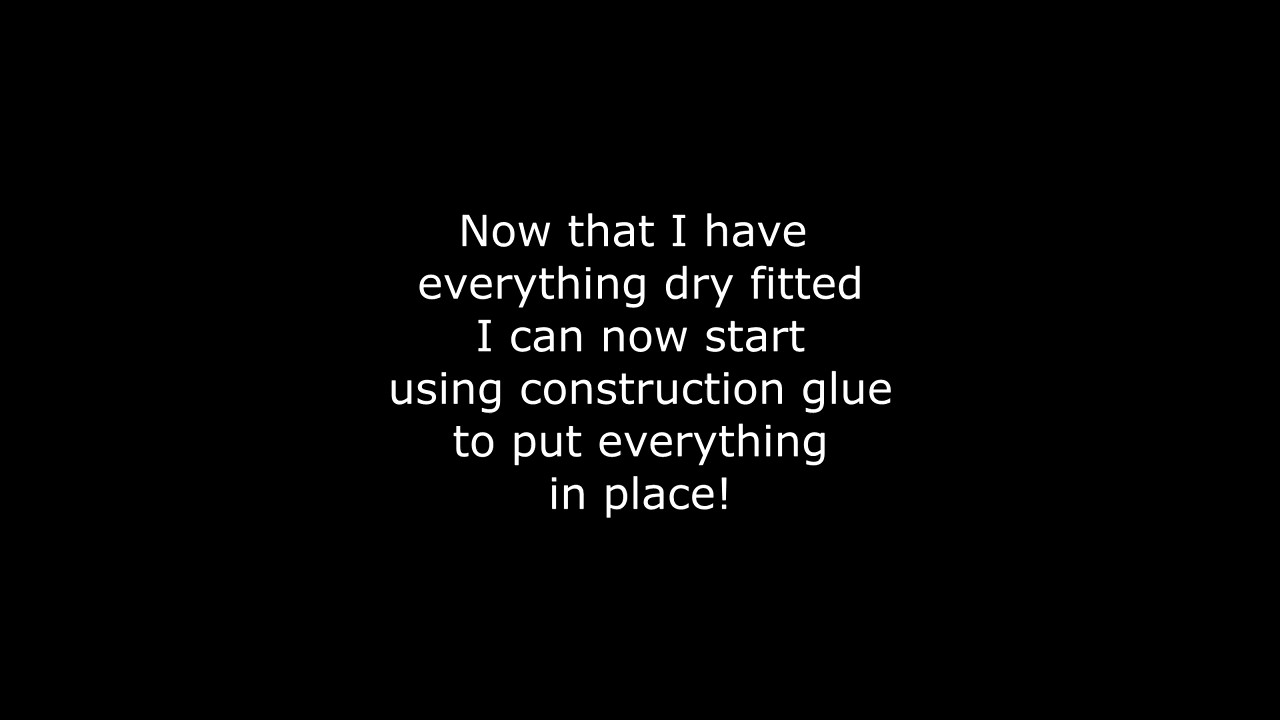 Now that I have
everything dry fitted
I can now start
using construction glue
to put everything
in place!